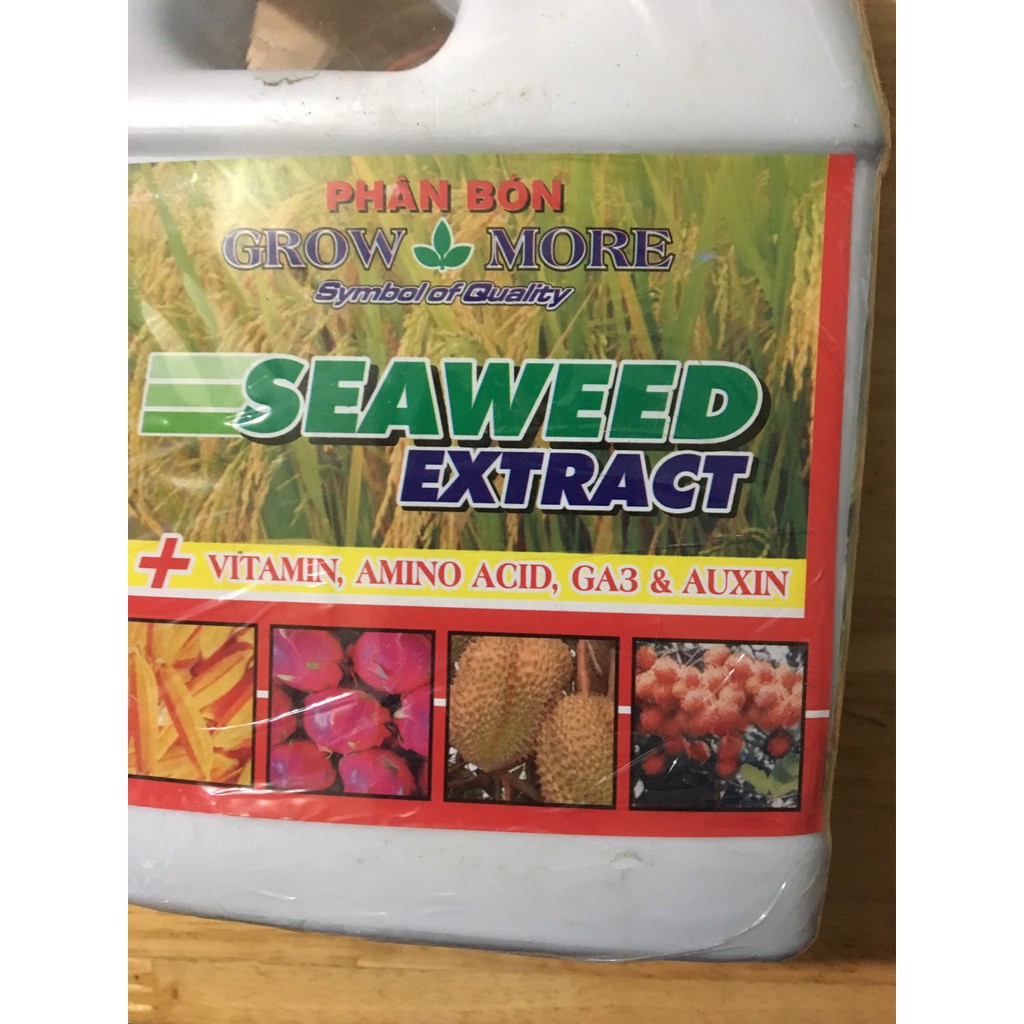 PHÂN BÓN
GROW MORE
Symbol of Quality
SEAWEED
EXTRACT
+ VITAMIN, AMINO ACID, GA3 & AUXIN